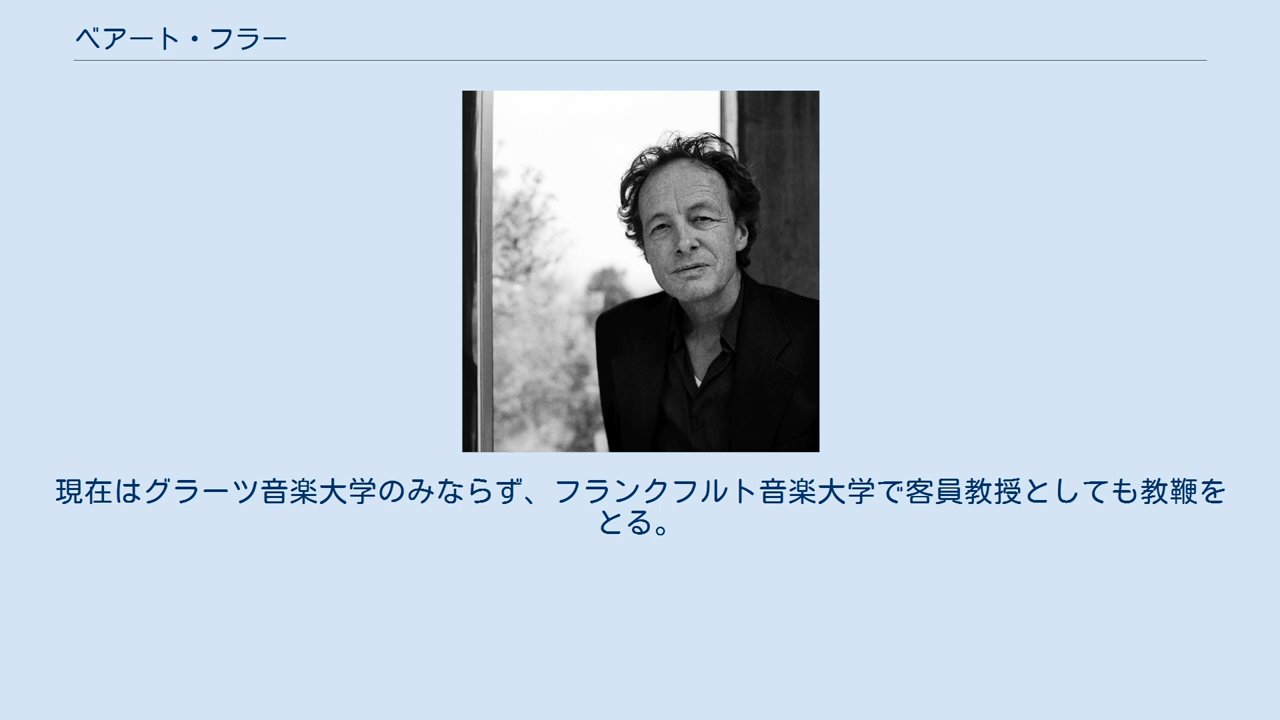 ベアート・フラー
現在はグラーツ音楽大学のみならず、フランクフルト音楽大学で客員教授としても教鞭を
とる。